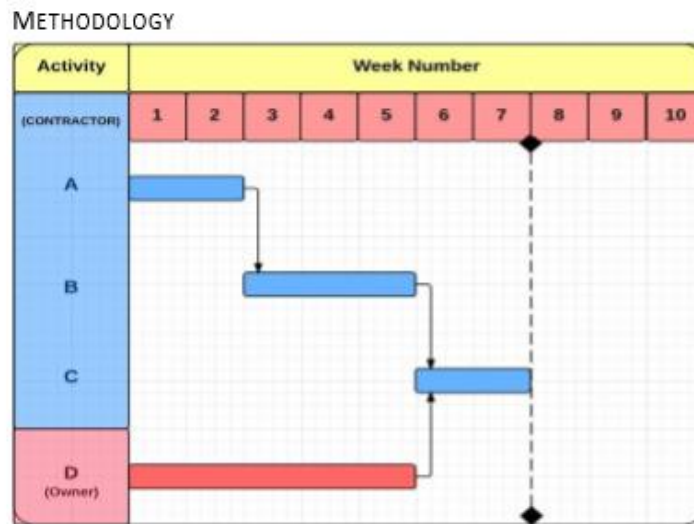 METHODOLOGY
Activity Week Number
(CONTRACTOR) 1 2 3 4 5 6 7 8 9 10
A
B
C
D
(Owner)